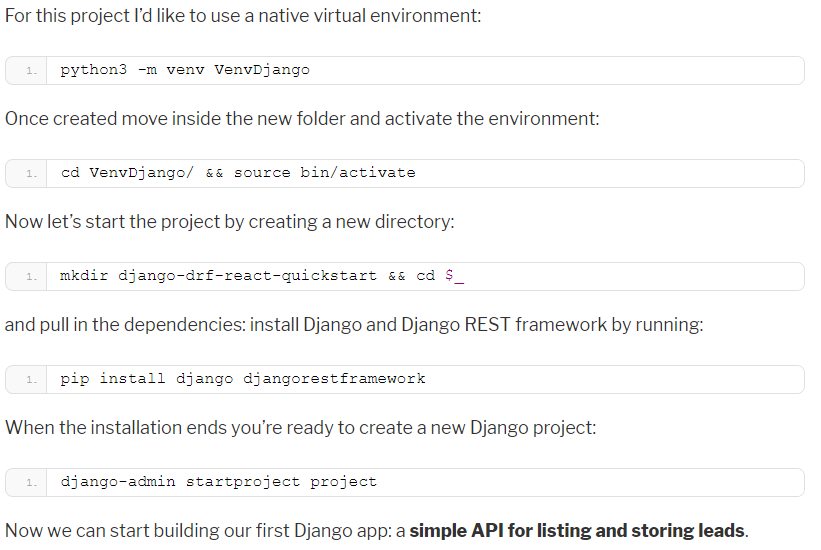 For this project I’d like to use a native virtual environment:
1. python3 -m venv VenvDjango
Once created move inside the new folder and activate the environment:
1. cd VenvDjango/ && source bin/activate
Now let’s start the project by creating a new directory:
1. mkdir django-drf-react-quickstart && cd $_
and pull in the dependencies: install Django and Django REST framework by running:
1. pip install django djangorestframework
When the installation ends you’re ready to create a new Django project:
1. django-admin startproject project
Now we can start building our first Django app: a simple API for listing and storing leads.